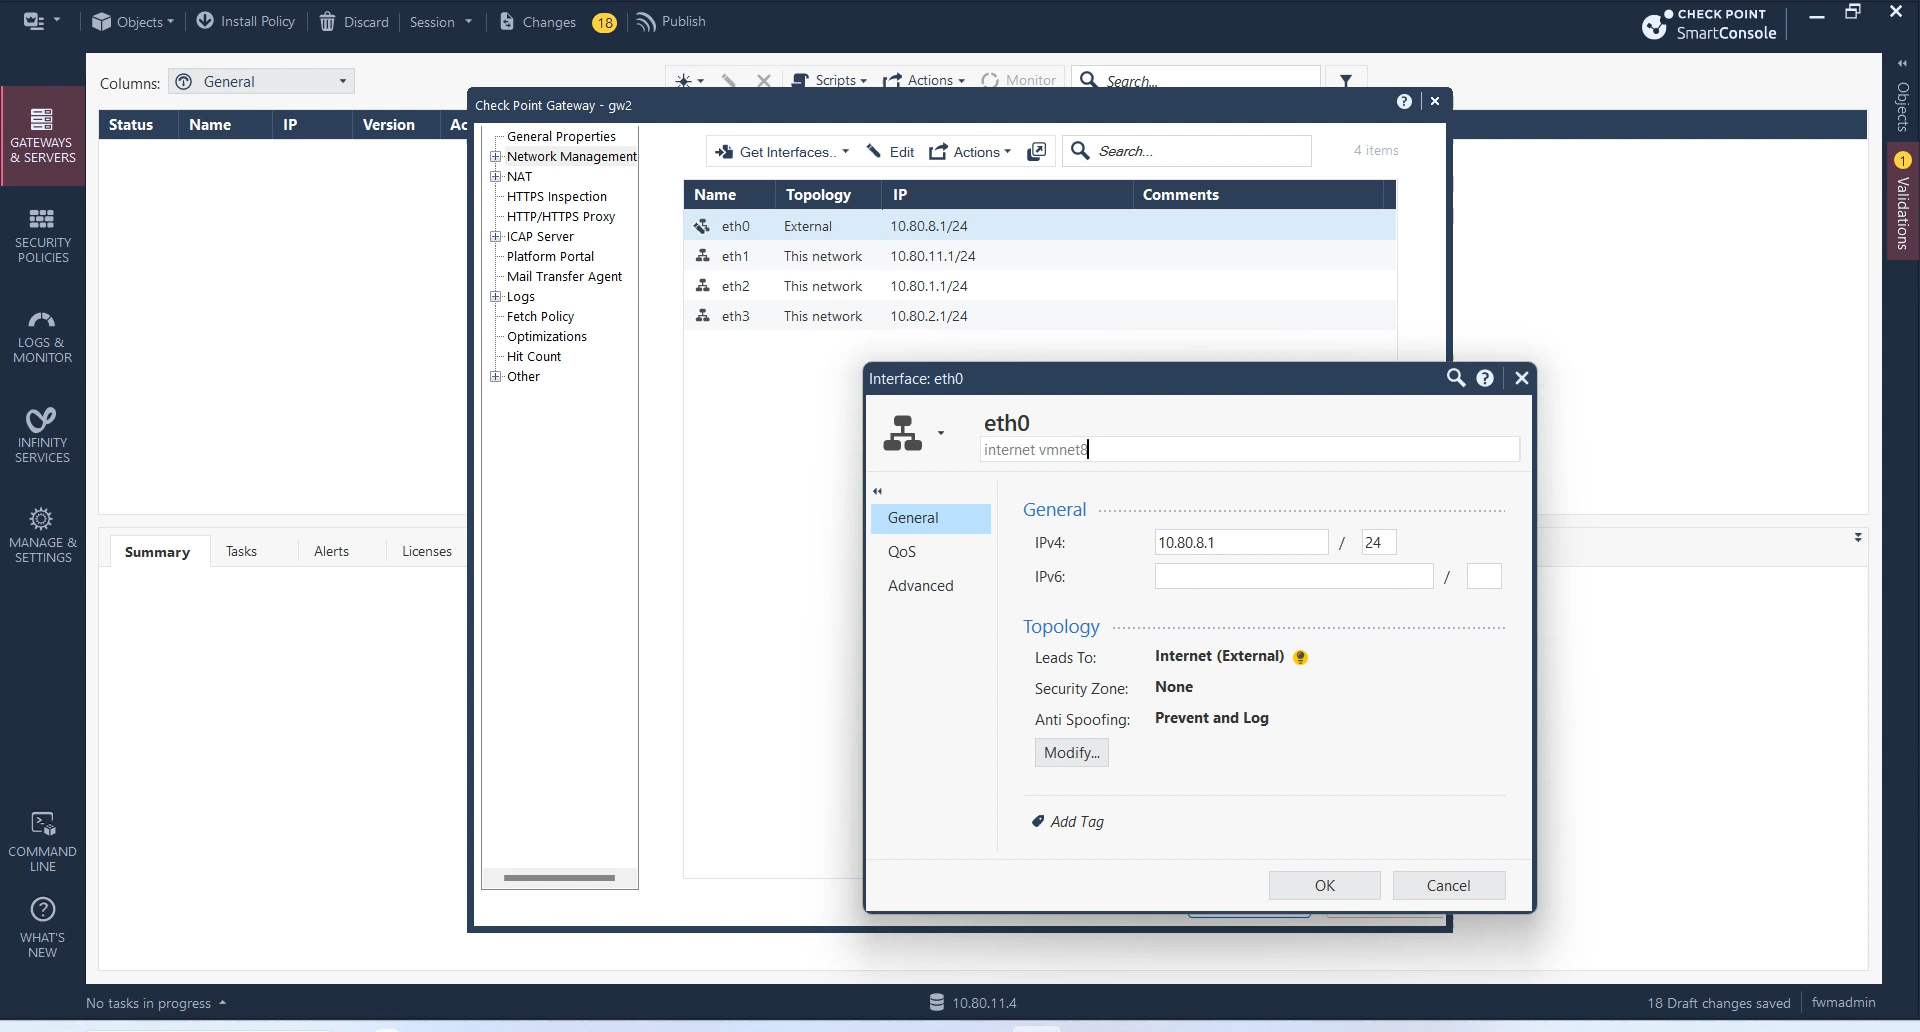 Objects
Install Policy
Discard
Session
Changes
18
Publish
CHECK POINT
SmartConsole
Columns:
General
Scripts
Actions
Monitor
Search...
Status
Name
IP
Version
Ac
GATEWAYS
& SERVERS
SECURITY
POLICIES
LOGS &
MONITOR
INFINITY
SERVICES
MANAGE &
SETTINGS
COMMAND
LINE
WHAT'S
NEW
Check Point Gateway - gw2
General Properties
Network Management
NAT
HTTPS Inspection
HTTP/HTTPS Proxy
ICAP Server
Platform Portal
Mail Transfer Agent
Logs
Fetch Policy
Optimizations
Hit Count
Other
Get Interfaces..
Edit
Actions
Search...
4 items
Name
Topology
IP
Comments
eth0 External 10.80.8.1/24
eth1 This network 10.80.11.1/24
eth2 This network 10.80.1.1/24
eth3 This network 10.80.2.1/24
Interface: eth0
eth0
internet vmnet8
General
QoS
Advanced
General
IPv4: 10.80.8.1 / 24
IPv6: /
Topology
Leads To: Internet (External)
Security Zone: None
Anti Spoofing: Prevent and Log
Modify...
Add Tag
OK
Cancel
Summary
Tasks
Alerts
Licenses
Objects
1
Validations
No tasks in progress
10.80.11.4
18 Draft changes saved
fwmadmin